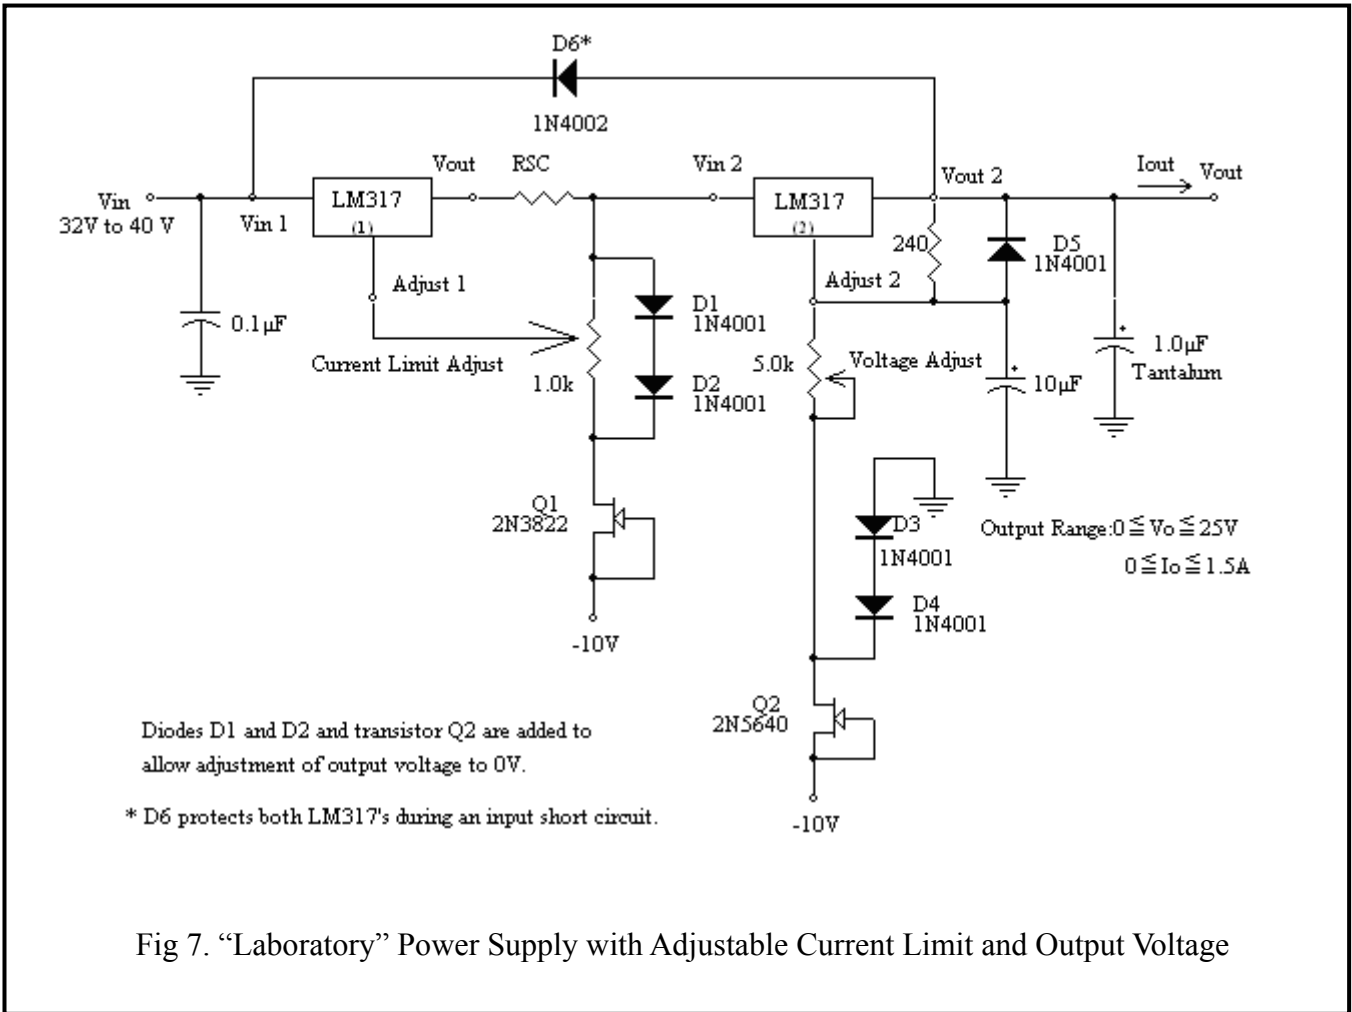 D6*
1N4002
Vin
32V to 40 V
Vin 1
LM317
(1)
Vout
RSC
Vin 2
LM317
(2)
Vout 2
Iout
Vout
Adjust 1
0.1µF
Current Limit Adjust
1.0k
D1
1N4001
D2
1N4001
Adjust 2
240
D5
1N4001
5.0k
Voltage Adjust
10µF
+
1.0µF
Tantalum
+
Q1
2N3822
-10V
D3
1N4001
D4
1N4001
Output Range:0≦Vo≦25V
0≦Io≦1.5A
Q2
2N5640
-10V
Diodes D1 and D2 and transistor Q2 are added to
allow adjustment of output voltage to 0V.
* D6 protects both LM317's during an input short circuit.
Fig 7. “Laboratory” Power Supply with Adjustable Current Limit and Output Voltage